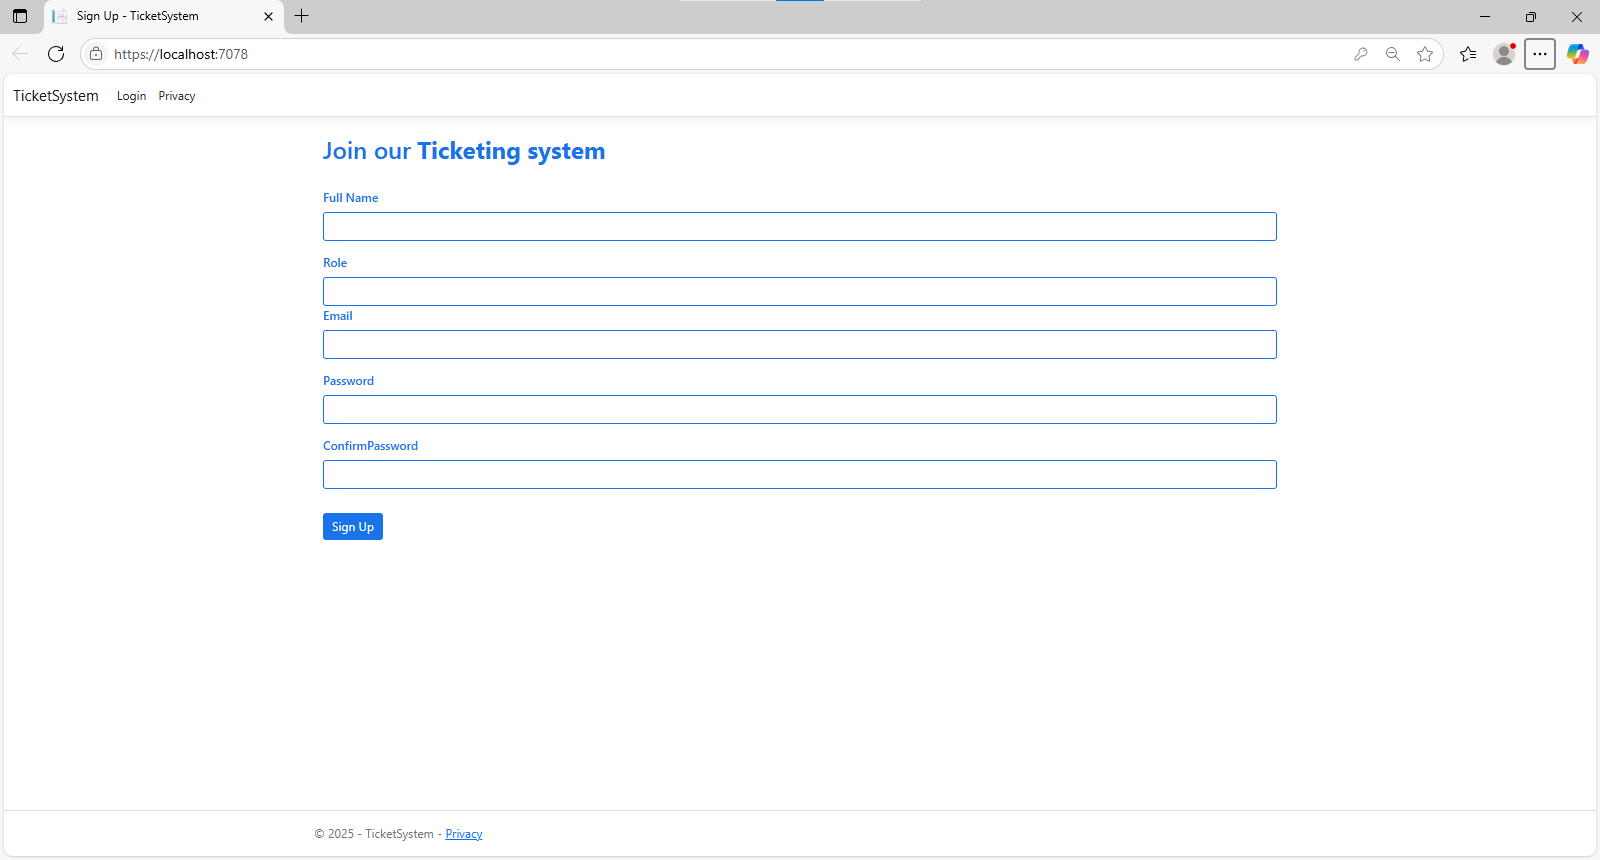 Sign Up - TicketSystem
https://localhost:7078
TicketSystem Login Privacy
Join our Ticketing system
Full Name
Role
Email
Password
ConfirmPassword
Sign Up
© 2025 - TicketSystem - Privacy